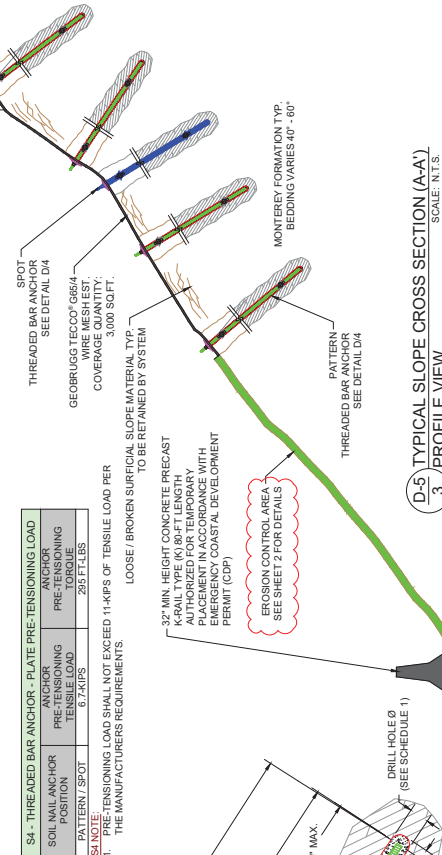 S4 - THREADED BAR ANCHOR - PLATE PRE-TENSIONING LOAD
SOIL NAIL ANCHOR
POSITION
ANCHOR
PRE-TENSIONING
TENSILE LOAD
ANCHOR
PRE-TENSIONING
TORQUE
PATTERN / SPOT
6.7-KIPS
295 FT-LBS
S4 NOTE:
1. PRE-TENSIONING LOAD SHALL NOT EXCEED 11-KIPS OF TENSILE LOAD PER
THE MANUFACTURERS REQUIREMENTS.
SPOT
THREADED BAR ANCHOR
SEE DETAIL D/4
GEOBRUGG TECCO® G65/4
WIRE MESH EST.
COVERAGE QUANTITY:
3,000 SQ.FT.
LOOSE / BROKEN SURFICIAL SLOPE MATERIAL TYP.
TO BE RETAINED BY SYSTEM
32" MIN. HEIGHT CONCRETE PRECAST
K-RAIL TYPE (K) 80-FT LENGTH
AUTHORIZED FOR TEMPORARY
PLACEMENT IN ACCORDANCE WITH
EMERGENCY COASTAL DEVELOPMENT
PERMIT (CDP)
EROSION CONTROL AREA
SEE SHEET 2 FOR DETAILS
MONTEREY FORMATION TYP.
BEDDING VARIES 40° - 60°
PATTERN
THREADED BAR ANCHOR
SEE DETAIL D/4
" MAX.
DRILL HOLE Ø
(SEE SCHEDULE 1)
D-5 TYPICAL SLOPE CROSS SECTION (A-A')
3 PROFILE VIEW
SCALE: N.T.S.